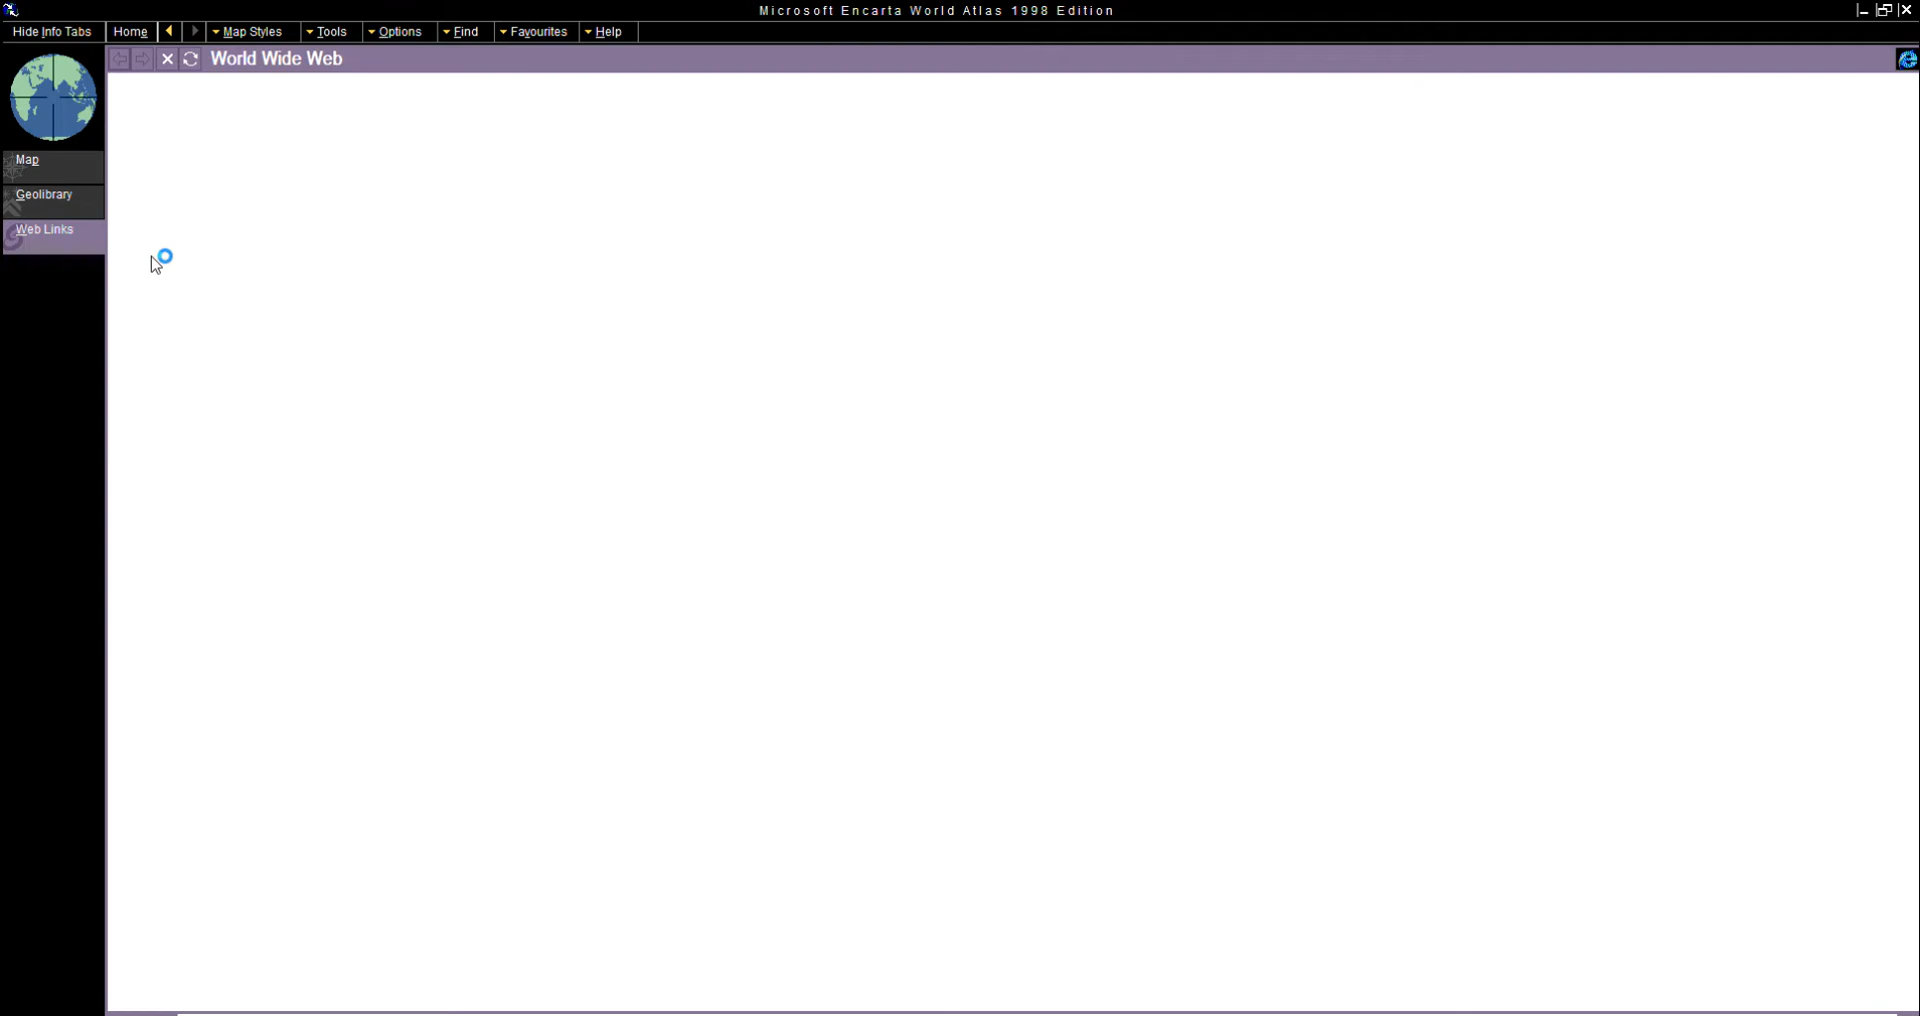 Microsoft Encarta World Atlas 1998 Edition
Hide Info Tabs Home Map Styles Tools Options Find Favourites Help
World Wide Web
Map
Geolibrary
Web Links